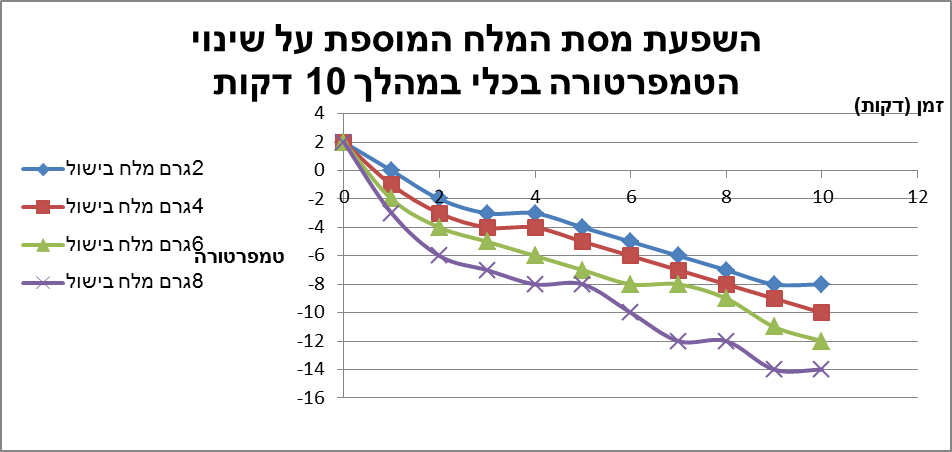 השפעת מסת המלח המוספת על שינוי
הטמפרטורה בכלי במהלך 10 דקות
זמן (דקות)
4
2
0
-2
-4
-6
-8
-10
-12
-14
-16
0
2
4
6
8
10
12
2גרם מלח בישול
4גרם מלח בישול
6גרם מלח בישול
8גרם מלח בישול
טמפרטורה